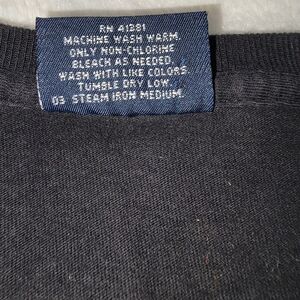 RN 41381
MACHINE WASH WARM.
ONLY NON-CHLORINE
BLEACH AS NEEDED.
WASH WITH LIKE COLORS.
TUMBLE DRY LOW.
03 STEAM IRON MEDIUM.